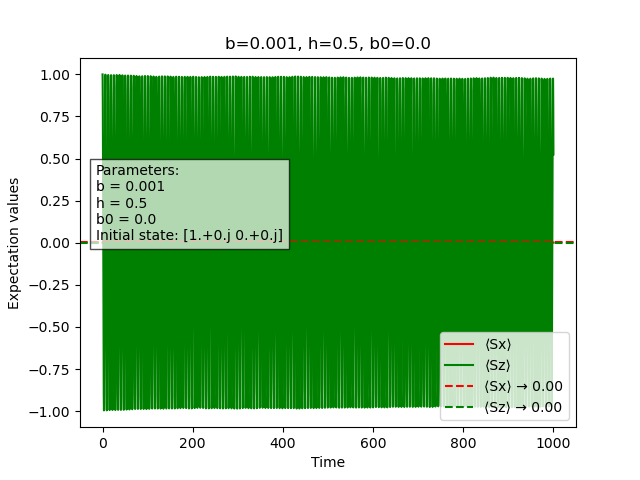 b=0.001, h=0.5, b0=0.0
Expectation values
1.00
0.75
0.50
0.25
0.00
−0.25
−0.50
−0.75
−1.00
Parameters:
b = 0.001
h = 0.5
b0 = 0.0
Initial state: [1.+0.j 0.+0.j]
⟨Sx⟩
⟨Sz⟩
⟨Sx⟩ → 0.00
⟨Sz⟩ → 0.00
0 200 400 600 800 1000
Time